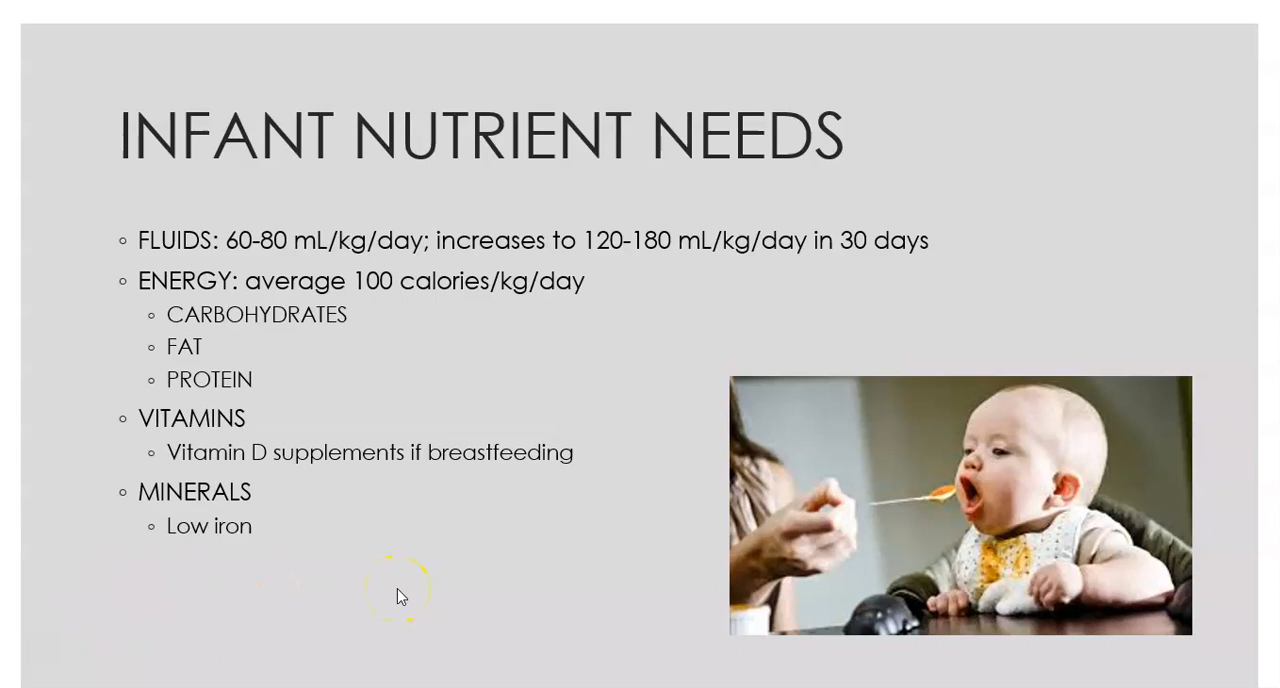 INFANT NUTRIENT NEEDS
FLUIDS: 60-80 mL/kg/day; increases to 120-180 mL/kg/day in 30 days
ENERGY: average 100 calories/kg/day
CARBOHYDRATES
FAT
PROTEIN
VITAMINS
Vitamin D supplements if breastfeeding
MINERALS
Low iron